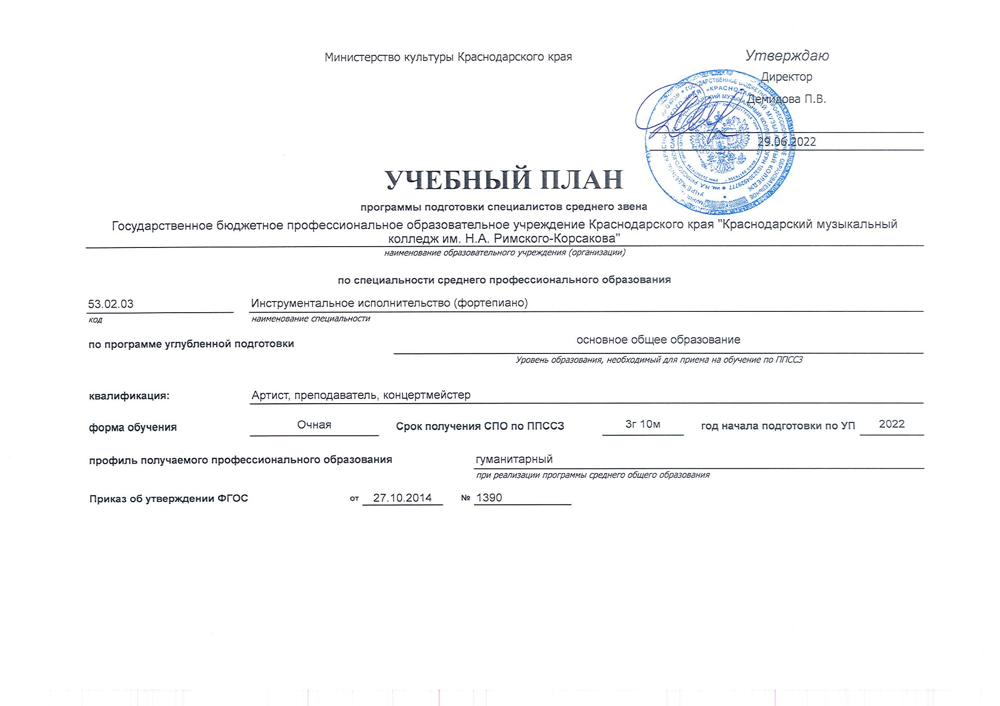 Министерство культуры Краснодарского края
Утверждаю
Директор
Демидова П.В.
29.06.2022
УЧЕБНЫЙ ПЛАН
программы подготовки специалистов среднего звена
Государственное бюджетное профессиональное образовательное учреждение Краснодарского края "Краснодарский музыкальный
колледж им. Н.А. Римского-Корсакова"
наименование образовательного учреждения (организации)
по специальности среднего профессионального образования
53.02.03 Инструментальное исполнительство (фортепиано)
код наименование специальности
по программе углубленной подготовки основное общее образование
Уровень образования, необходимый для приема на обучение по ППССЗ
квалификация: Артист, преподаватель, концертмейстер
форма обучения Очная Срок получения СПО по ППССЗ 3г 10м год начала подготовки по УП 2022
профиль получаемого профессионального образования гуманитарный
при реализации программы среднего общего образования
Приказ об утверждении ФГОС от 27.10.2014 № 1390